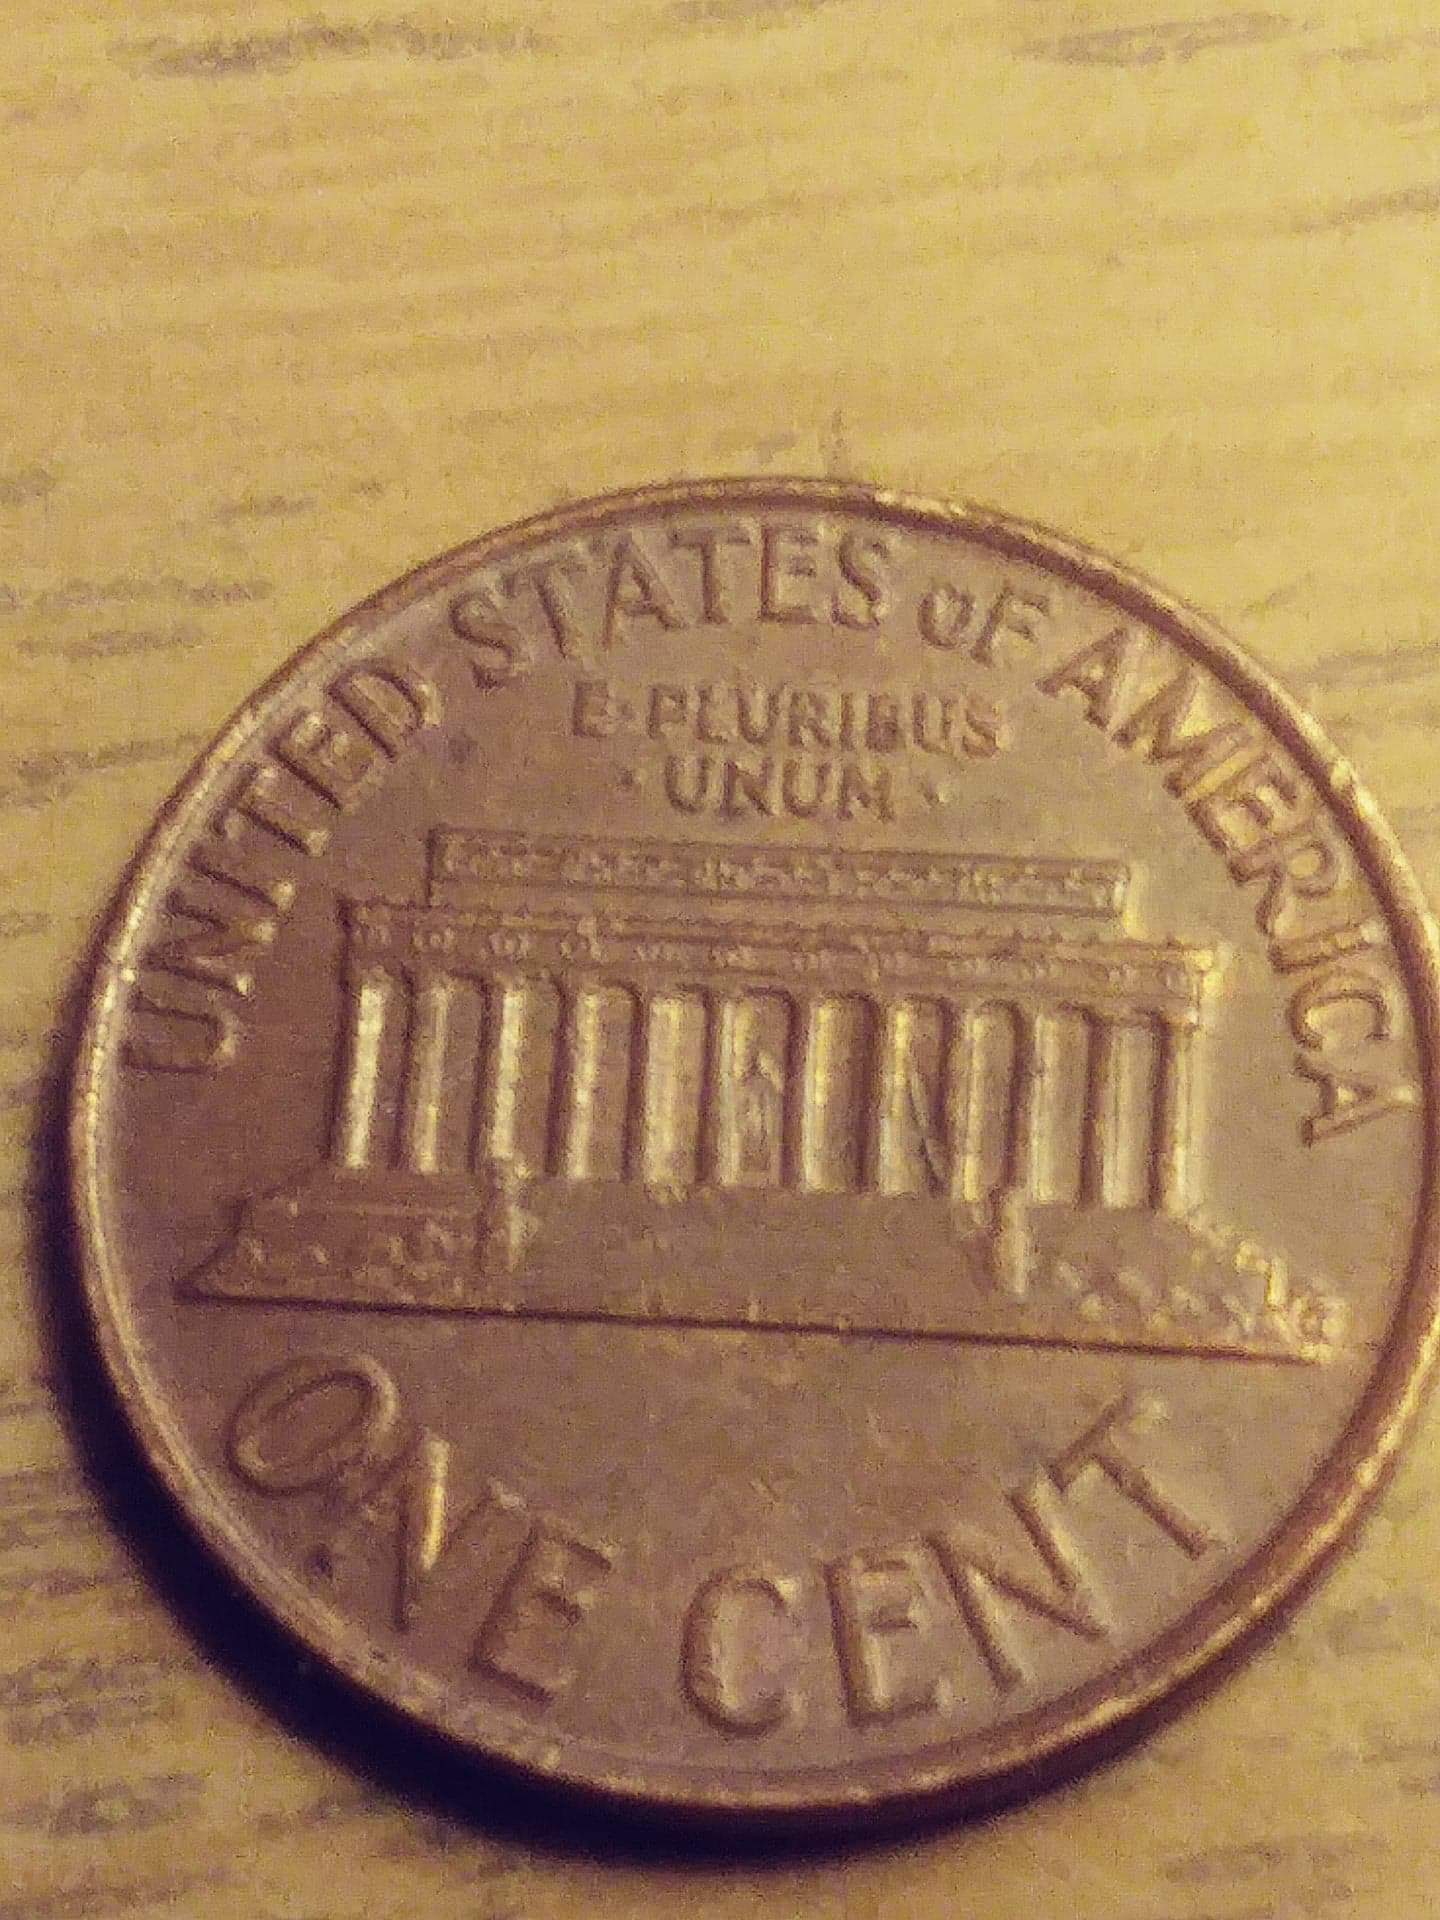 UNITED STATES OF AMERICA
E·PLURIBUS
·UNUM·
ONE CENT